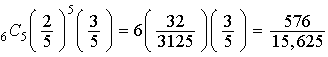 ₆C₅(2/5)⁵(3/5) = 6(32/3125)(3/5) = 576/15,625